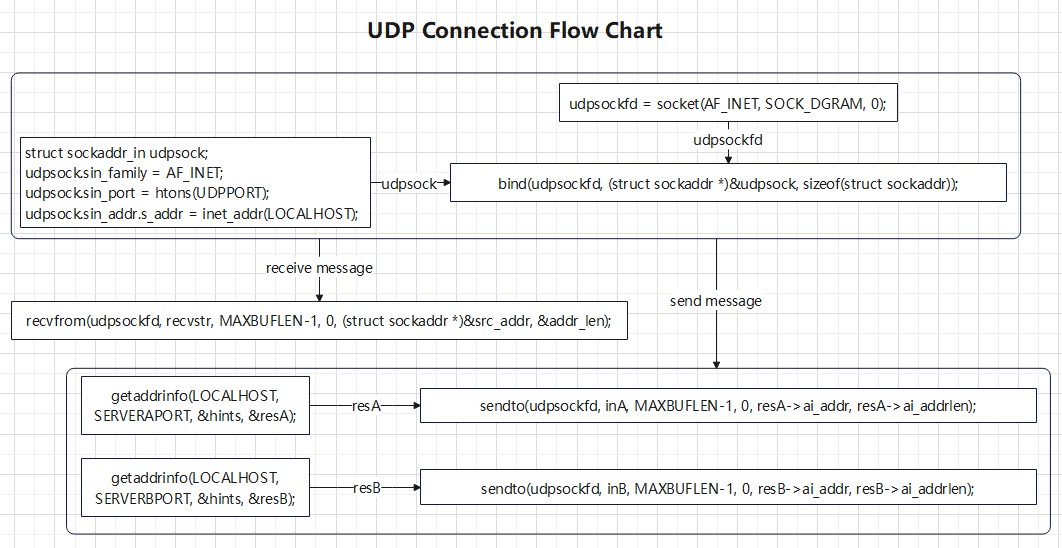 UDP Connection Flow Chart
udpsockfd = socket(AF_INET, SOCK_DGRAM, 0);
udpsockfd
struct sockaddr_in udpsock;
udpsock.sin_family = AF_INET;
udpsock.sin_port = htons(UDPPORT);
udpsock.sin_addr.s_addr = inet_addr(LOCALHOST);
udpsock
bind(udpsockfd, (struct sockaddr *)&udpsock, sizeof(struct sockaddr));
receive message
send message
recvfrom(udpsockfd, recvstr, MAXBUFLEN-1, 0, (struct sockaddr *)&src_addr, &addr_len);
getaddrinfo(LOCALHOST,
SERVERAPORT, &hints, &resA);
resA
sendto(udpsockfd, inA, MAXBUFLEN-1, 0, resA->ai_addr, resA->ai_addrlen);
getaddrinfo(LOCALHOST,
SERVERBPORT, &hints, &resB);
resB
sendto(udpsockfd, inB, MAXBUFLEN-1, 0, resB->ai_addr, resB->ai_addrlen);